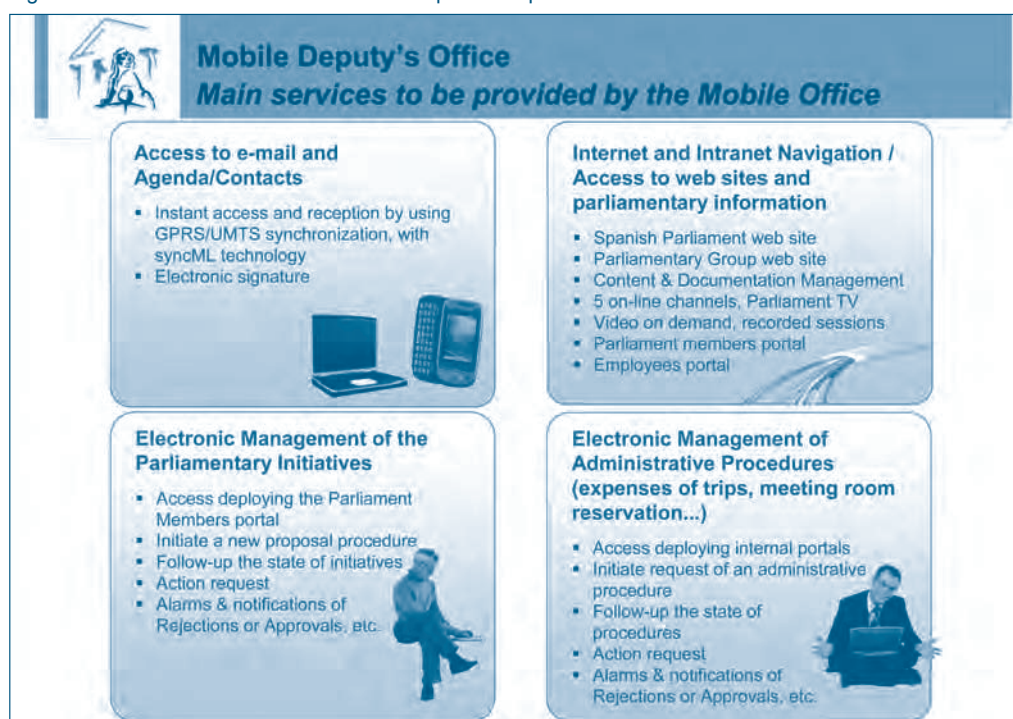 Mobile Deputy's Office
Main services to be provided by the Mobile Office
Access to e-mail and
Agenda/Contacts
▪ Instant access and reception by using
GPRS/UMTS synchronization, with
syncML technology
▪ Electronic signature
Internet and Intranet Navigation /
Access to web sites and
parliamentary information
▪ Spanish Parliament web site
▪ Parliamentary Group web site
▪ Content & Documentation Management
▪ 5 on-line channels, Parliament TV
▪ Video on demand, recorded sessions
▪ Parliament members portal
▪ Employees portal
Electronic Management of the
Parliamentary Initiatives
▪ Access deploying the Parliament
Members portal
▪ Initiate a new proposal procedure
▪ Follow-up the state of initiatives
▪ Action request
▪ Alarms & notifications of
Rejections or Approvals, etc.
Electronic Management of
Administrative Procedures
(expenses of trips, meeting room
reservation...)
▪ Access deploying internal portals
▪ Initiate request of an administrative
procedure
▪ Follow-up the state of
procedures
▪ Action request
▪ Alarms & notifications of
Rejections or Approvals, etc.